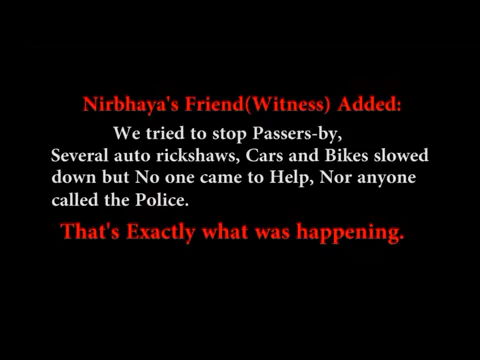 Nirbhaya's Friend(Witness) Added:
We tried to stop Passers-by,
Several auto rickshaws, Cars and Bikes slowed
down but No one came to Help, Nor anyone
called the Police.
That's Exactly what was happening.